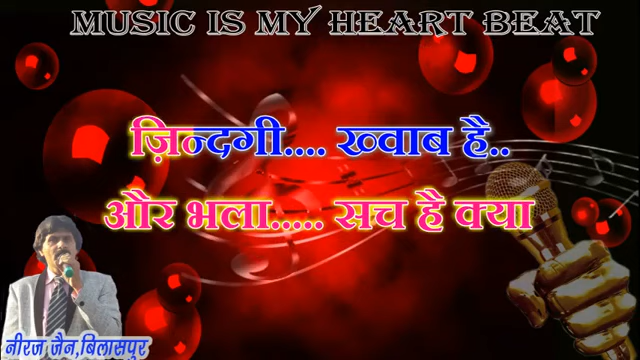 MUSIC IS MY HEART BEAT
ज़िन्दगी.... ख्वाब है..
और भला..... सच है क्या
नीरज जैन,बिलासपुर